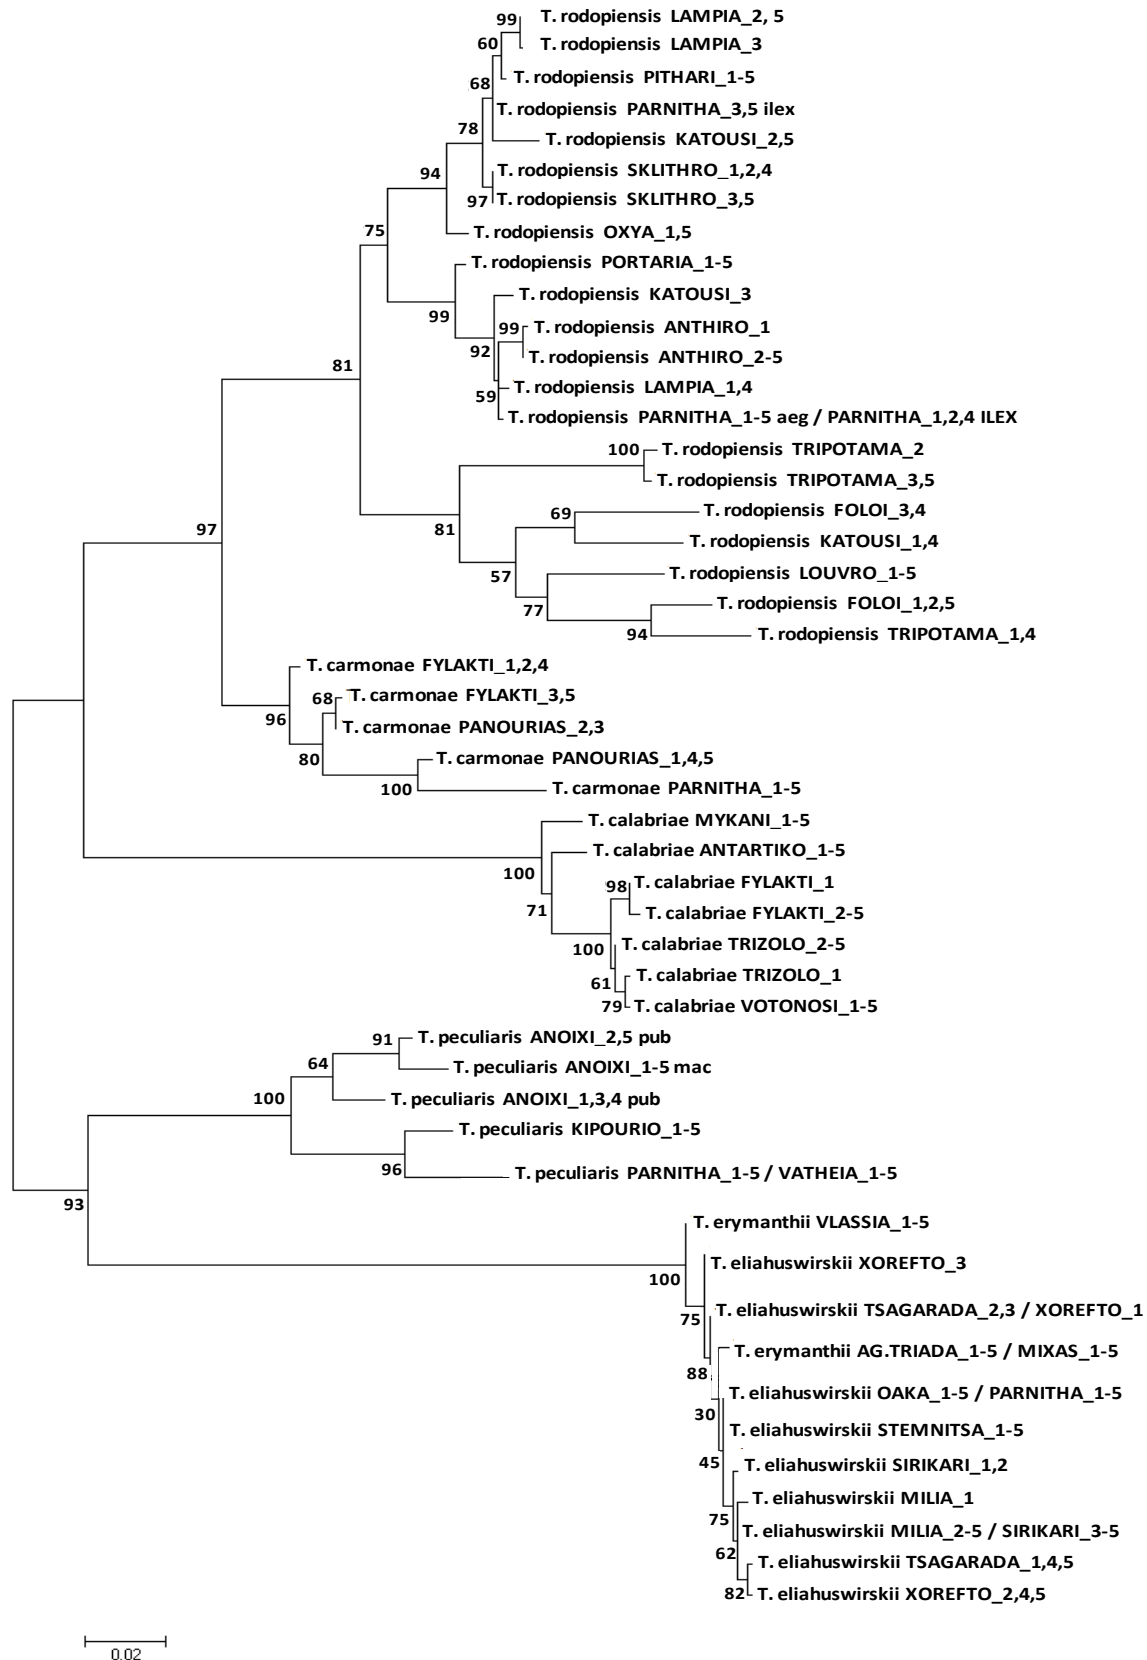 99 T. rodopiensis LAMPIA_2, 5
60 T. rodopiensis LAMPIA_3
T. rodopiensis PITHARI_1-5
68
T. rodopiensis PARNITHA_3,5 ilex
78
T. rodopiensis KATOUSI_2,5
94 T. rodopiensis SKLITHRO_1,2,4
97 T. rodopiensis SKLITHRO_3,5
75 T. rodopiensis OXYA_1,5
T. rodopiensis PORTARIA_1-5
T. rodopiensis KATOUSI_3
99
99 T. rodopiensis ANTHIRO_1
92 T. rodopiensis ANTHIRO_2-5
81
T. rodopiensis LAMPIA_1,4
59
T. rodopiensis PARNITHA_1-5 aeg / PARNITHA_1,2,4 ILEX
100 T. rodopiensis TRIPOTAMA_2
T. rodopiensis TRIPOTAMA_3,5
69 T. rodopiensis FOLOI_3,4
97 81
T. rodopiensis KATOUSI_1,4
57 T. rodopiensis LOUVRO_1-5
77 T. rodopiensis FOLOI_1,2,5
94 T. rodopiensis TRIPOTAMA_1,4
T. carmonae FYLAKTI_1,2,4
68 T. carmonae FYLAKTI_3,5
96
T. carmonae PANOURIAS_2,3
80 T. carmonae PANOURIAS_1,4,5
100 T. carmonae PARNITHA_1-5
T. calabriae MYKANI_1-5
T. calabriae ANTARTIKO_1-5
100
98 T. calabriae FYLAKTI_1
71 T. calabriae FYLAKTI_2-5
100 T. calabriae TRIZOLO_2-5
61 T. calabriae TRIZOLO_1
79 T. calabriae VOTONOSI_1-5
91 T. peculiaris ANOIXI_2,5 pub
64 T. peculiaris ANOIXI_1-5 mac
100 T. peculiaris ANOIXI_1,3,4 pub
T. peculiaris KIPOURIO_1-5
96 T. peculiaris PARNITHA_1-5 / VATHEIA_1-5
93
T. erymanthii VLASSIA_1-5
T. eliahuswirskii XOREFTO_3
100
T. eliahuswirskii TSAGARADA_2,3 / XOREFTO_1
75
T. erymanthii AG.TRIADA_1-5 / MIXAS_1-5
88
T. eliahuswirskii OAKA_1-5 / PARNITHA_1-5
30
T. eliahuswirskii STEMNITSA_1-5
45 T. eliahuswirskii SIRIKARI_1,2
T. eliahuswirskii MILIA_1
75
T. eliahuswirskii MILIA_2-5 / SIRIKARI_3-5
62
T. eliahuswirskii TSAGARADA_1,4,5
82 T. eliahuswirskii XOREFTO_2,4,5
0.02